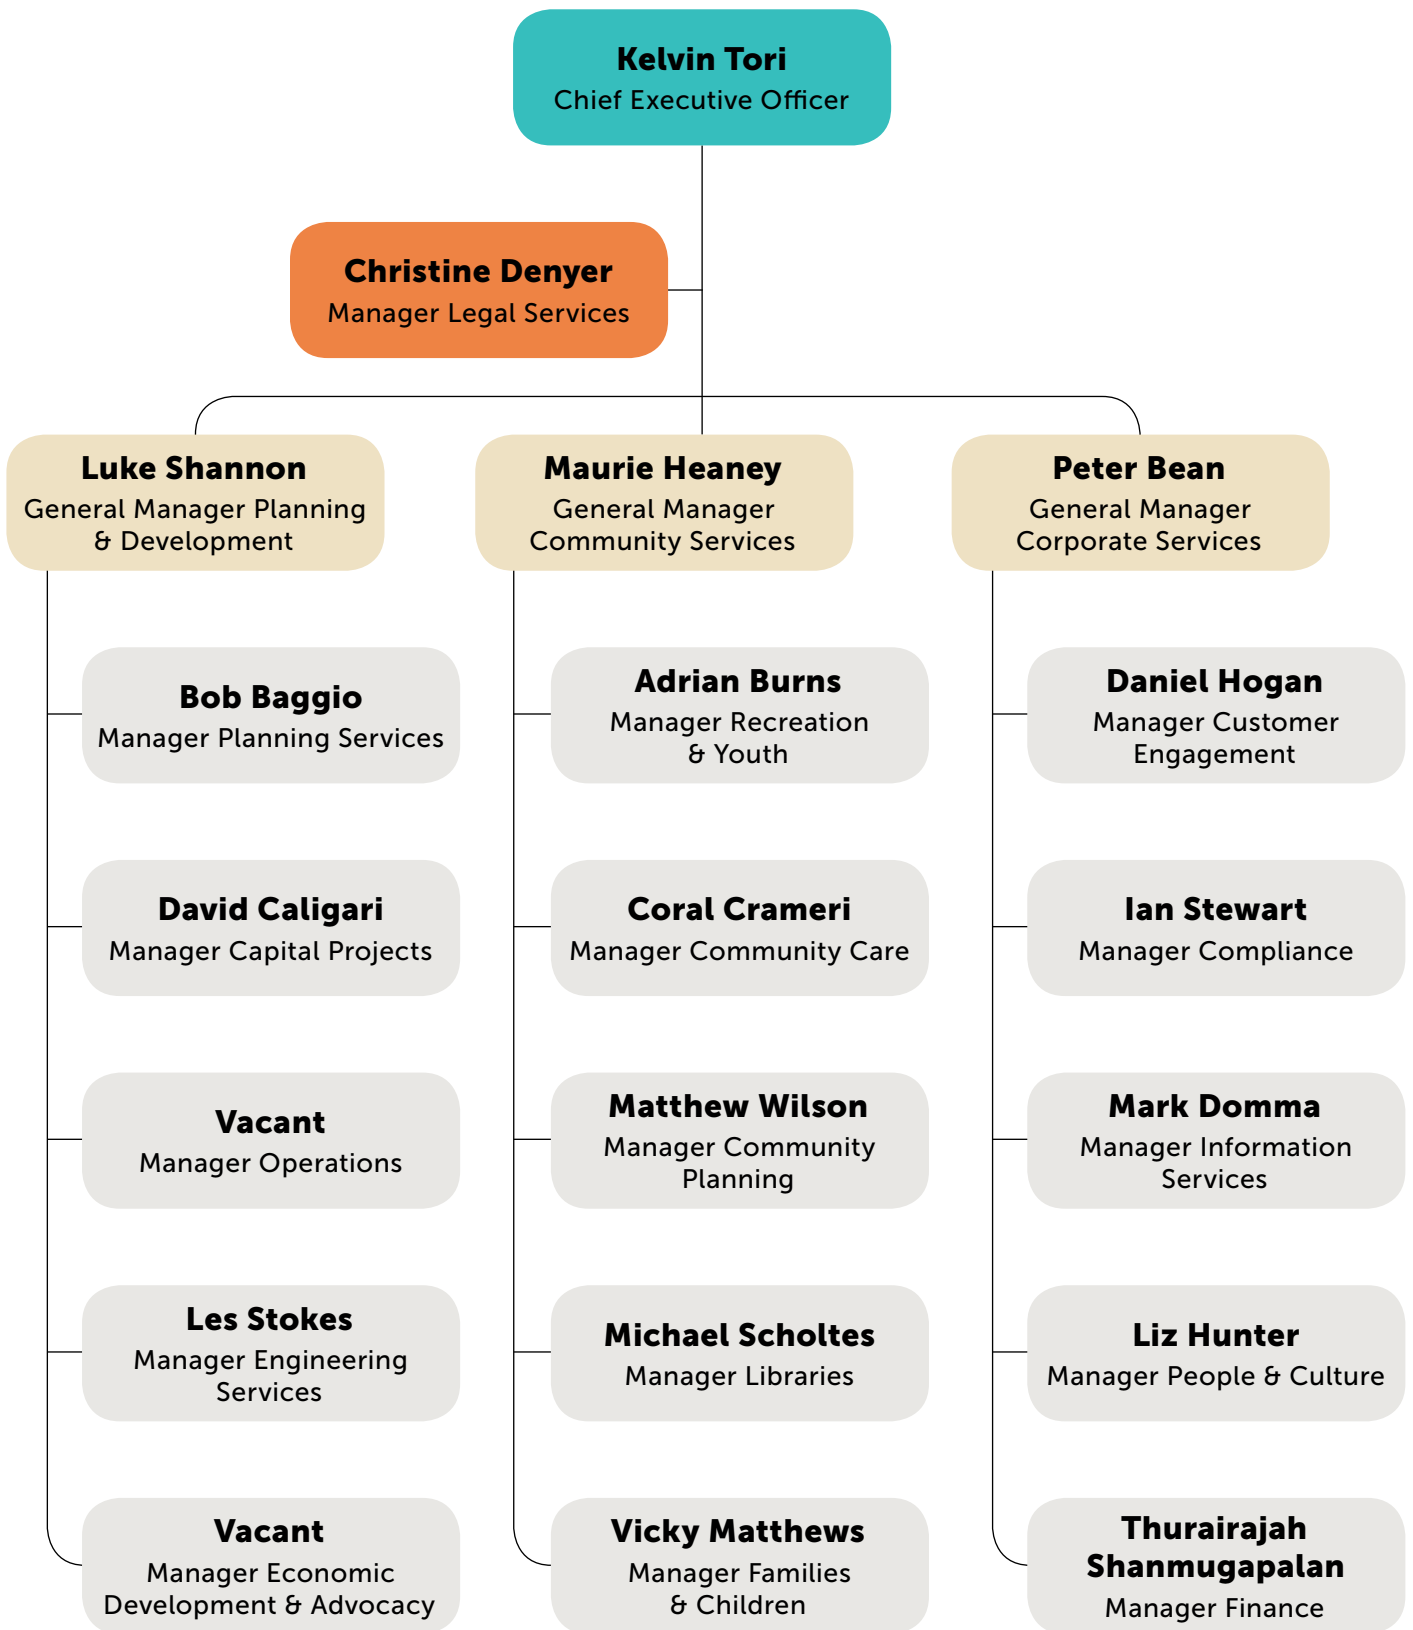 Kelvin Tori
Chief Executive Officer
Christine Denyer
Manager Legal Services
Luke Shannon
General Manager Planning
& Development
Bob Baggio
Manager Planning Services
David Caligari
Manager Capital Projects
Vacant
Manager Operations
Les Stokes
Manager Engineering
Services
Vacant
Manager Economic
Development & Advocacy
Maurie Heaney
General Manager
Community Services
Adrian Burns
Manager Recreation
& Youth
Coral Crameri
Manager Community Care
Matthew Wilson
Manager Community
Planning
Michael Scholtes
Manager Libraries
Vicky Matthews
Manager Families
& Children
Peter Bean
General Manager
Corporate Services
Daniel Hogan
Manager Customer
Engagement
Ian Stewart
Manager Compliance
Mark Domma
Manager Information
Services
Liz Hunter
Manager People & Culture
Thurairajah
Shanmugapalan
Manager Finance